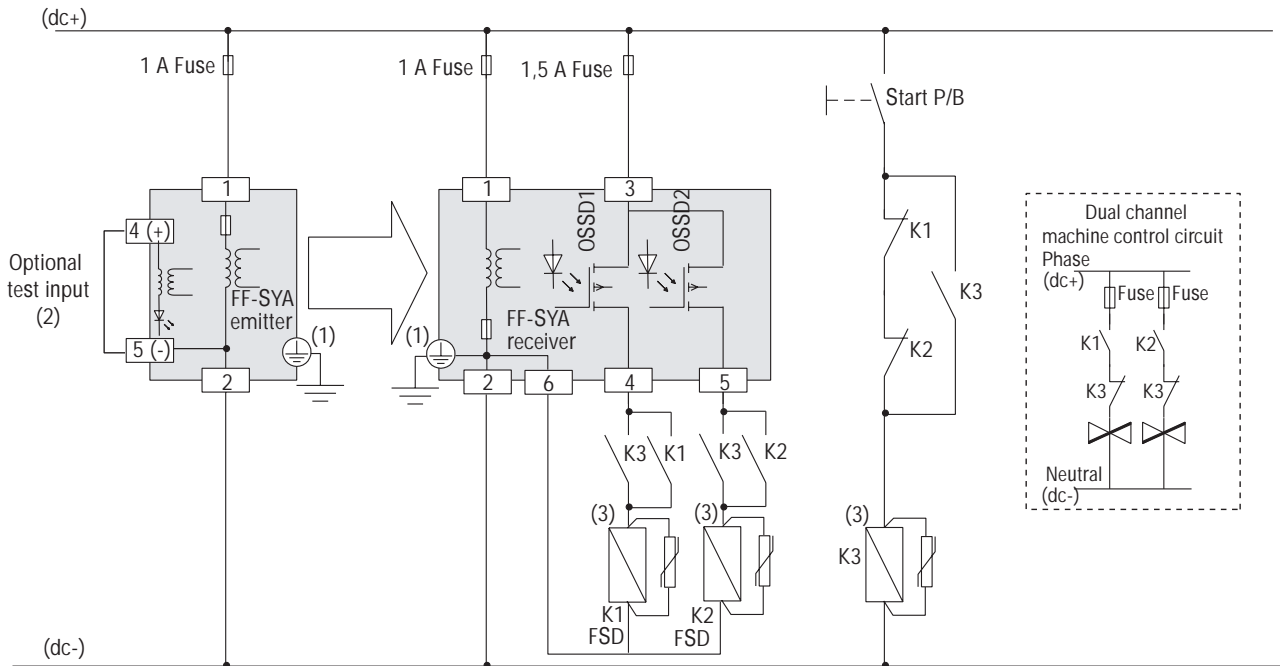 (dc+)
1 A Fuse
1 A Fuse
1,5 A Fuse
Start P/B
1
1
3
4 (+)
OSSD1
OSSD2
K1
K3
Optional
test input
(2)
FF-SYA
emitter
(1)
(1)
FF-SYA
receiver
5 (-)
2
2
6
4
5
K2
K3
K1
K3
K2
(3)
(3)
(3)
K3
K1
FSD
K2
FSD
Dual channel
machine control circuit
Phase
(dc+)
Fuse
Fuse
K1
K2
K3
K3
Neutral
(dc-)
(dc-)